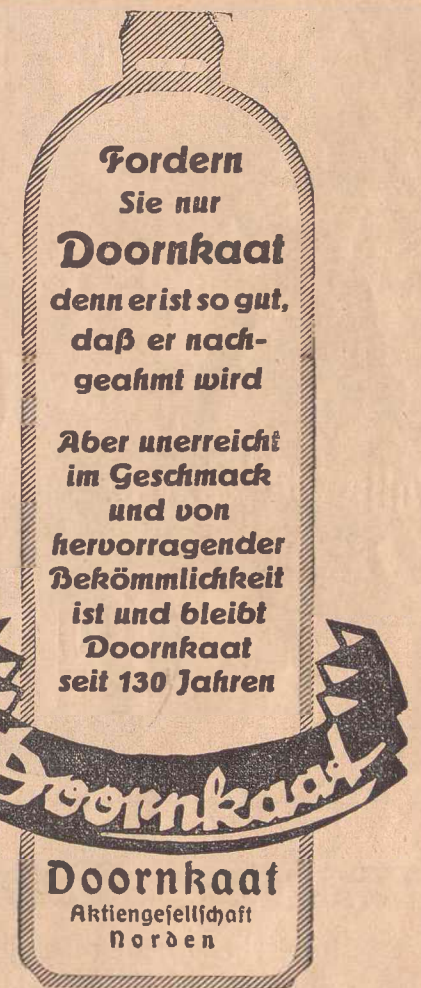 Fordern
Sie nur
Doornkaat
denn er ist so gut,
daß er nach-
geahmt wird
Aber unerreicht
im Geschmack
und von
hervorragender
Bekömmlichkeit
ist und bleibt
Doornkaat
seit 130 Jahren
Doornkaat
Doornkaat
Aktiengesellschaft
Norden